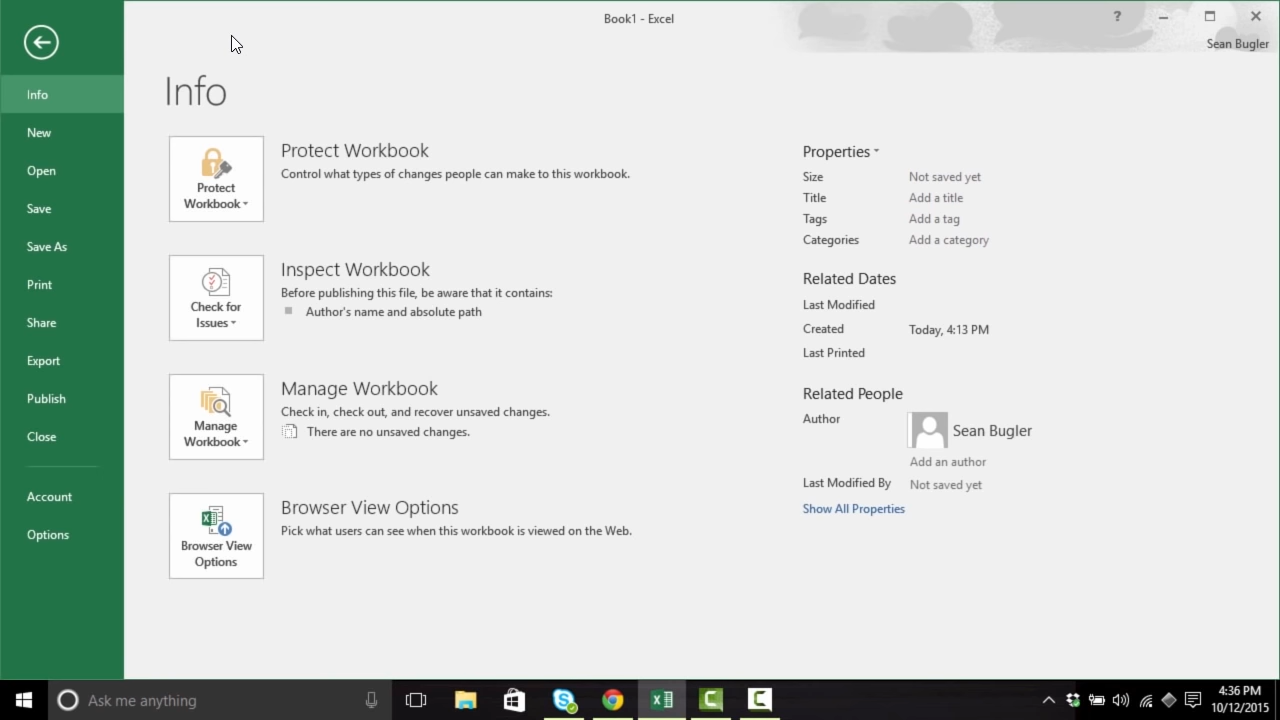 Book1 - Excel
?
Sean Bugler
Info
New
Open
Save
Save As
Print
Share
Export
Publish
Close
Account
Options
Info
Protect
Workbook
Protect Workbook
Control what types of changes people can make to this workbook.
Check for
Issues
Inspect Workbook
Before publishing this file, be aware that it contains:
Author's name and absolute path
Manage
Workbook
Manage Workbook
Check in, check out, and recover unsaved changes.
There are no unsaved changes.
Browser View
Options
Browser View Options
Pick what users can see when this workbook is viewed on the Web.
Properties
Size Not saved yet
Title Add a title
Tags Add a tag
Categories Add a category
Related Dates
Last Modified
Created Today, 4:13 PM
Last Printed
Related People
Author Sean Bugler
Add an author
Last Modified By Not saved yet
Show All Properties
Ask me anything
4:36 PM
10/12/2015